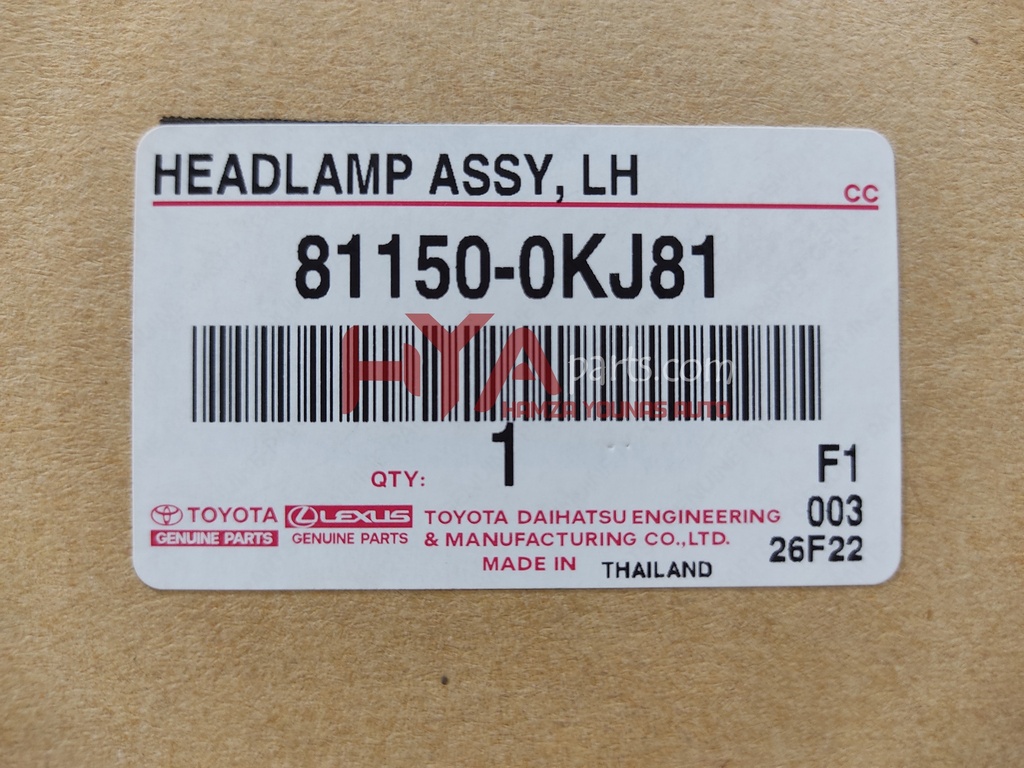 HEADLAMP ASSY, LH
CC
81150-0KJ81
HYA parts.com
HAMZA YOUNAS AUTO
QTY: 1
F1
TOYOTA
GENUINE PARTS
LEXUS
GENUINE PARTS
TOYOTA DAIHATSU ENGINEERING
& MANUFACTURING CO.,LTD.
003
26F22
MADE IN THAILAND